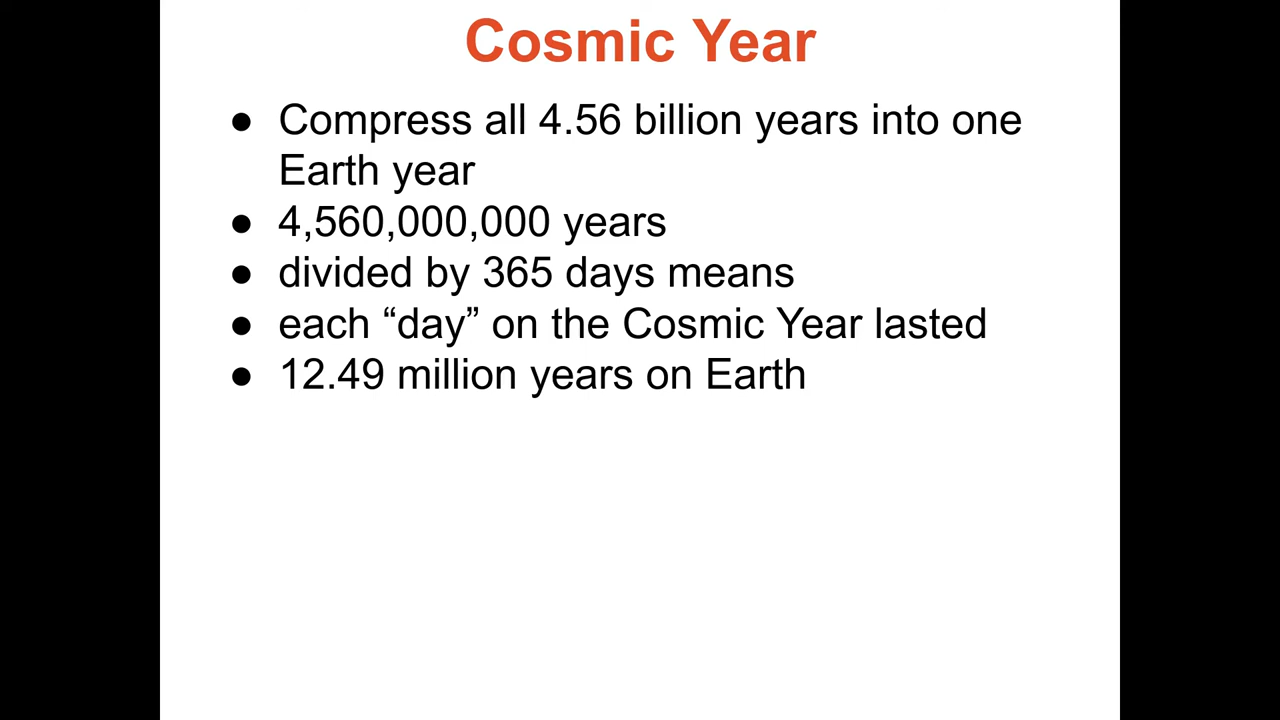 Cosmic Year
● Compress all 4.56 billion years into one
Earth year
● 4,560,000,000 years
● divided by 365 days means
● each “day” on the Cosmic Year lasted
● 12.49 million years on Earth